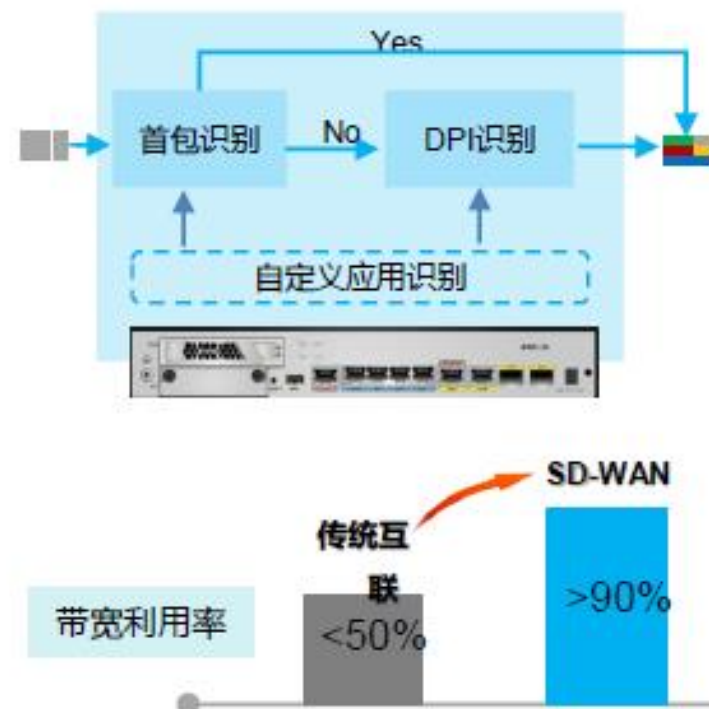 Yes
首包识别
No
DPI识别
自定义应用识别
SD-WAN
传统互
联
>90%
带宽利用率
<50%